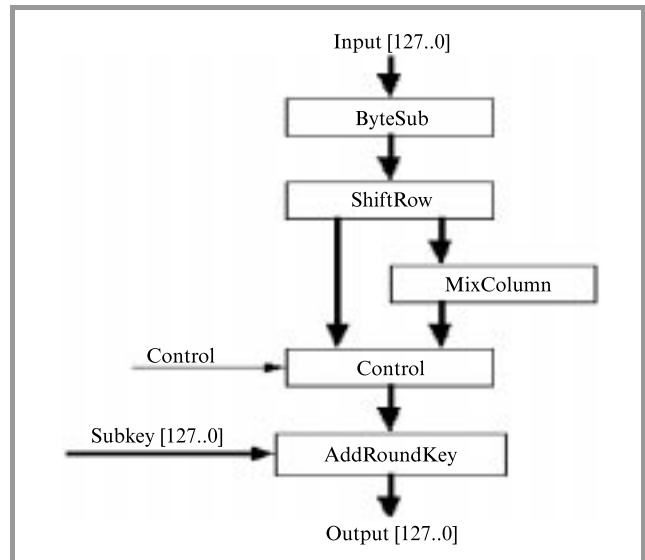 Input [127..0]
ByteSub
ShiftRow
MixColumn
Control
Control
Subkey [127..0]
AddRoundKey
Output [127..0]